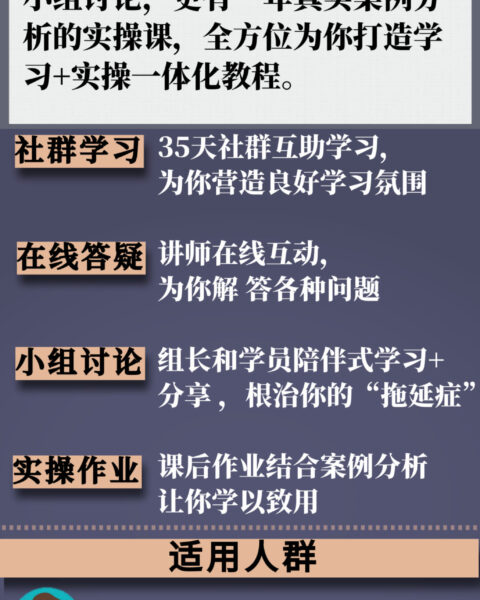 小组讨论，更有一年真实案例分
析的实操课，全方位为你打造学
习+实操一体化教程。
社群学习
35天社群互助学习，
为你营造良好学习氛围
在线答疑
讲师在线互动，
为你解 答各种问题
小组讨论
组长和学员陪伴式学习+
分享 ，根治你的“拖延症”
实操作业
课后作业结合案例分析
让你学以致用
适用人群